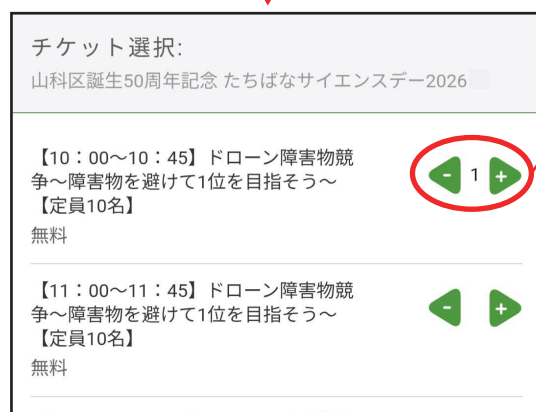 チケット選択:
山科区誕生50周年記念 たちばなサイエンスデー2026
【10：00〜10：45】ドローン障害物競
争〜障害物を避けて1位を目指そう〜
【定員10名】
- 1 +
無料
【11：00〜11：45】ドローン障害物競
争〜障害物を避けて1位を目指そう〜
【定員10名】
- +
無料